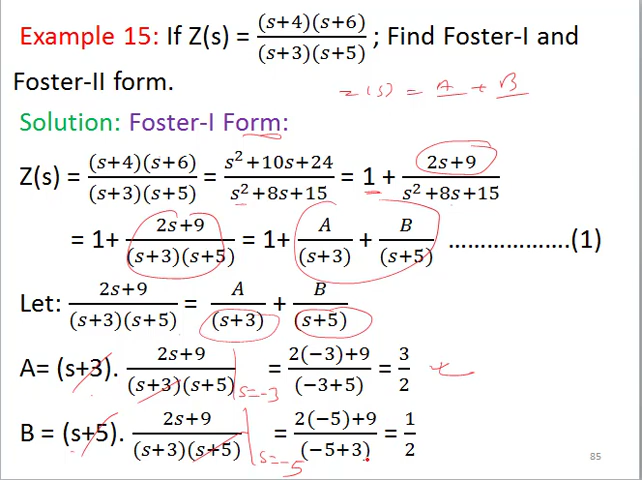 Example 15: If Z(s) = (s+4)(s+6)/(s+3)(s+5) ; Find Foster-I and
Foster-II form.
z(s) = A + B
Solution: Foster-I Form:
Z(s) = (s+4)(s+6)/(s+3)(s+5) = s²+10s+24/s²+8s+15 = 1 + 2s+9/s²+8s+15
= 1+ 2s+9/(s+3)(s+5) = 1+ A/(s+3) + B/(s+5) ...................(1)
Let: 2s+9/(s+3)(s+5) = A/(s+3) + B/(s+5)
A= (s+3). 2s+9/(s+3)(s+5) |s=-3 = 2(−3)+9/(−3+5) = 3/2
B = (s+5). 2s+9/(s+3)(s+5) |s=-5 = 2(−5)+9/(−5+3) = 1/2
85